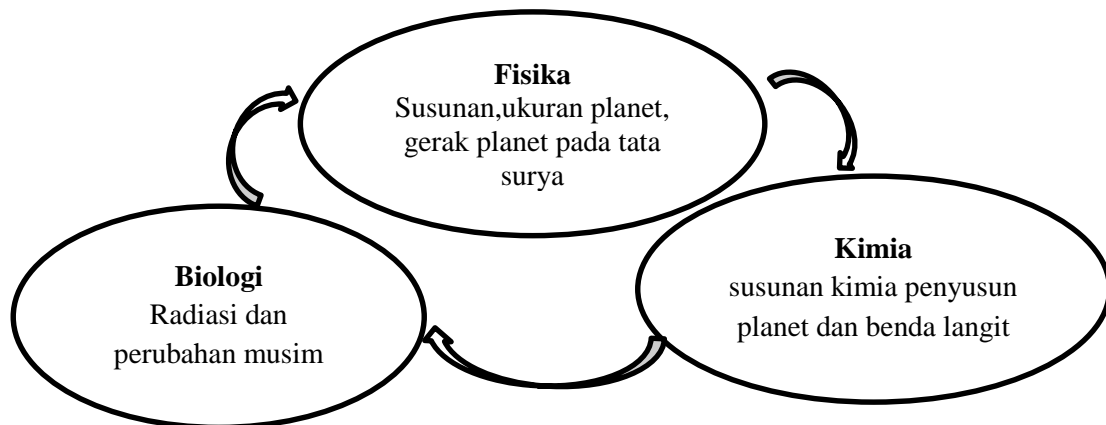 Fisika
Susunan,ukuran planet,
gerak planet pada tata
surya
Kimia
susunan kimia penyusun
planet dan benda langit
Biologi
Radiasi dan
perubahan musim